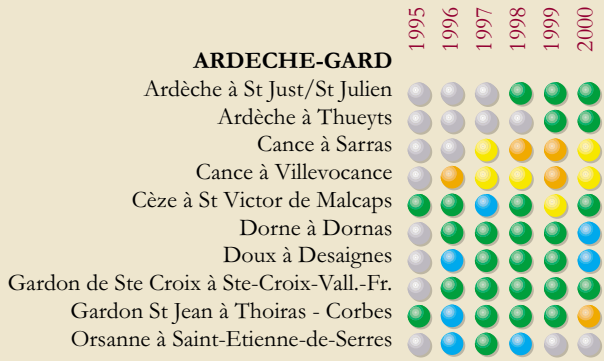 1995 1996 1997 1998 1999 2000
ARDECHE-GARD
Ardèche à St Just/St Julien
Ardèche à Thueyts
Cance à Sarras
Cance à Villevocance
Cèze à St Victor de Malcaps
Dorne à Dornas
Doux à Desaignes
Gardon de Ste Croix à Ste-Croix-Vall.-Fr.
Gardon St Jean à Thoiras - Corbes
Orsanne à Saint-Etienne-de-Serres